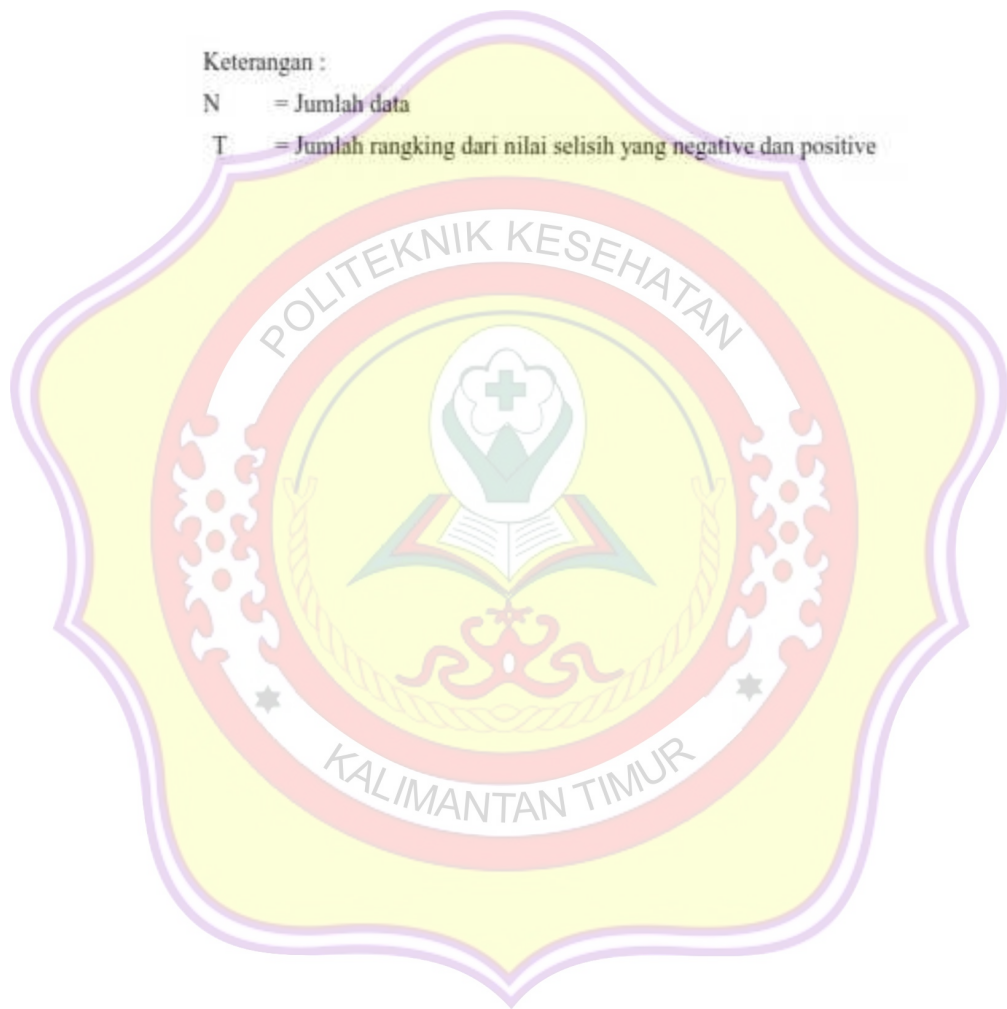 Keterangan :
N = Jumlah data
T = Jumlah rangking dari nilai selisih yang negative dan positive
POLITEKNIK KESEHATAN
KALIMANTAN TIMUR